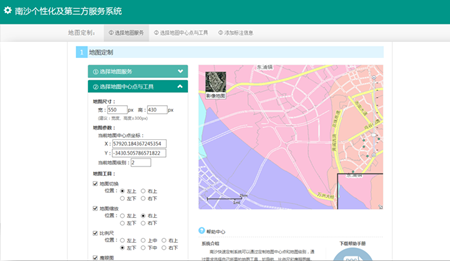 南沙个性化及第三方服务系统
地图定制：
① 选择地图服务
② 选择地图中心点与工具
③ 添加标注信息
1 地图定制
① 选择地图服务
② 选择地图中心点与工具
地图尺寸：
宽：550 px 高：430 px
地图参数：
当前地图中心点坐标：
X：57920.184367245354
Y：-3430.505786571822
当前地图级别：2
地图工具：
地图切换
位置：左上 右上
左下 右下
地图缩放
位置：左上 右上
左下 右下
比例尺
位置：左上 上中 右上
左下 下中 右下
鹰眼图
影像地图
帮助中心
系统介绍
下载帮助手册